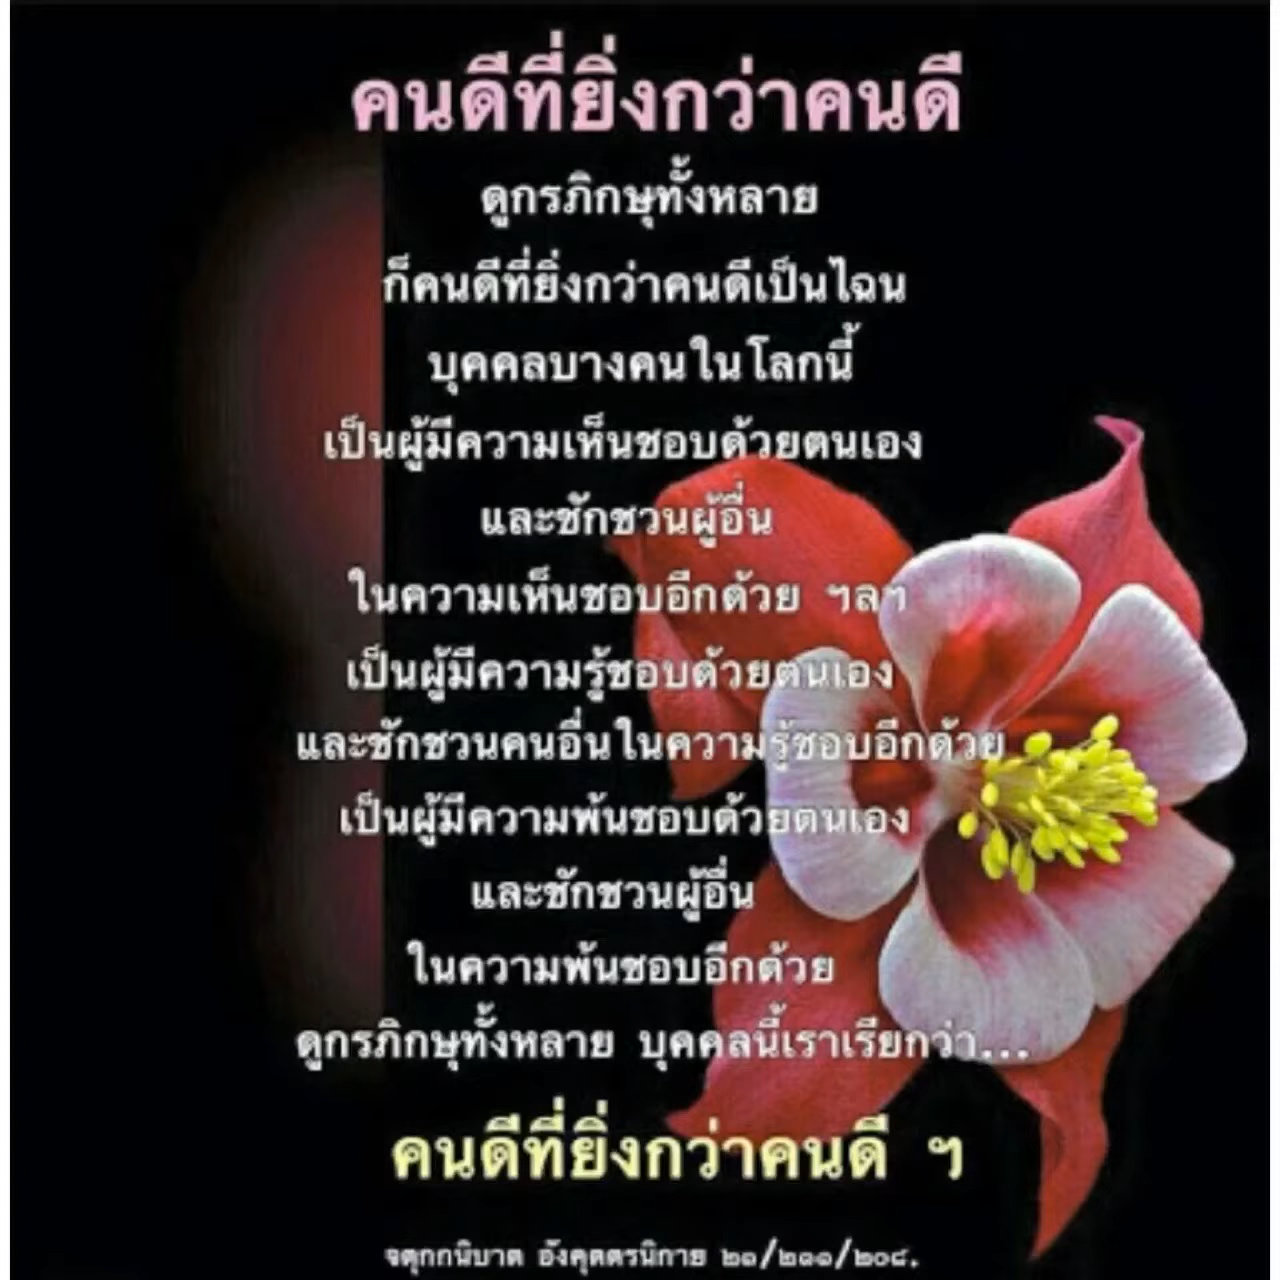 คนดีที่ยิ่งกว่าคนดี
ดูกรภิกษุทั้งหลาย
ก็คนดีที่ยิ่งกว่าคนดีเป็นไฉน
บุคคลบางคนในโลกนี้
เป็นผู้มีความเห็นชอบด้วยตนเอง
และชักชวนผู้อื่น
ในความเห็นชอบอีกด้วย ฯลฯ
เป็นผู้มีความรู้ชอบด้วยตนเอง
และชักชวนคนอื่นในความรู้ชอบอีกด้วย
เป็นผู้มีความพ้นชอบด้วยตนเอง
และชักชวนผู้อื่น
ในความพ้นชอบอีกด้วย
ดูกรภิกษุทั้งหลาย บุคคลนี้เราเรียกว่า...
คนดีที่ยิ่งกว่าคนดี ฯ
จตุกกนิบาต อังคุตตรนิกาย ๒๑/๒๑๑/๒๐๘.